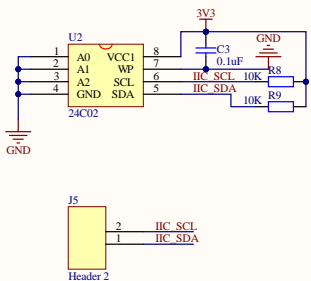 3V3
U2
GND
1 A0 VCC1 8
2 A1 WP 7
3 A2 SCL 6
4 GND SDA 5
24C02
C3
0.1uF
IIC_SCL
IIC_SDA
10K R8
10K R9
GND
J5
2 IIC_SCL
1 IIC_SDA
Header 2